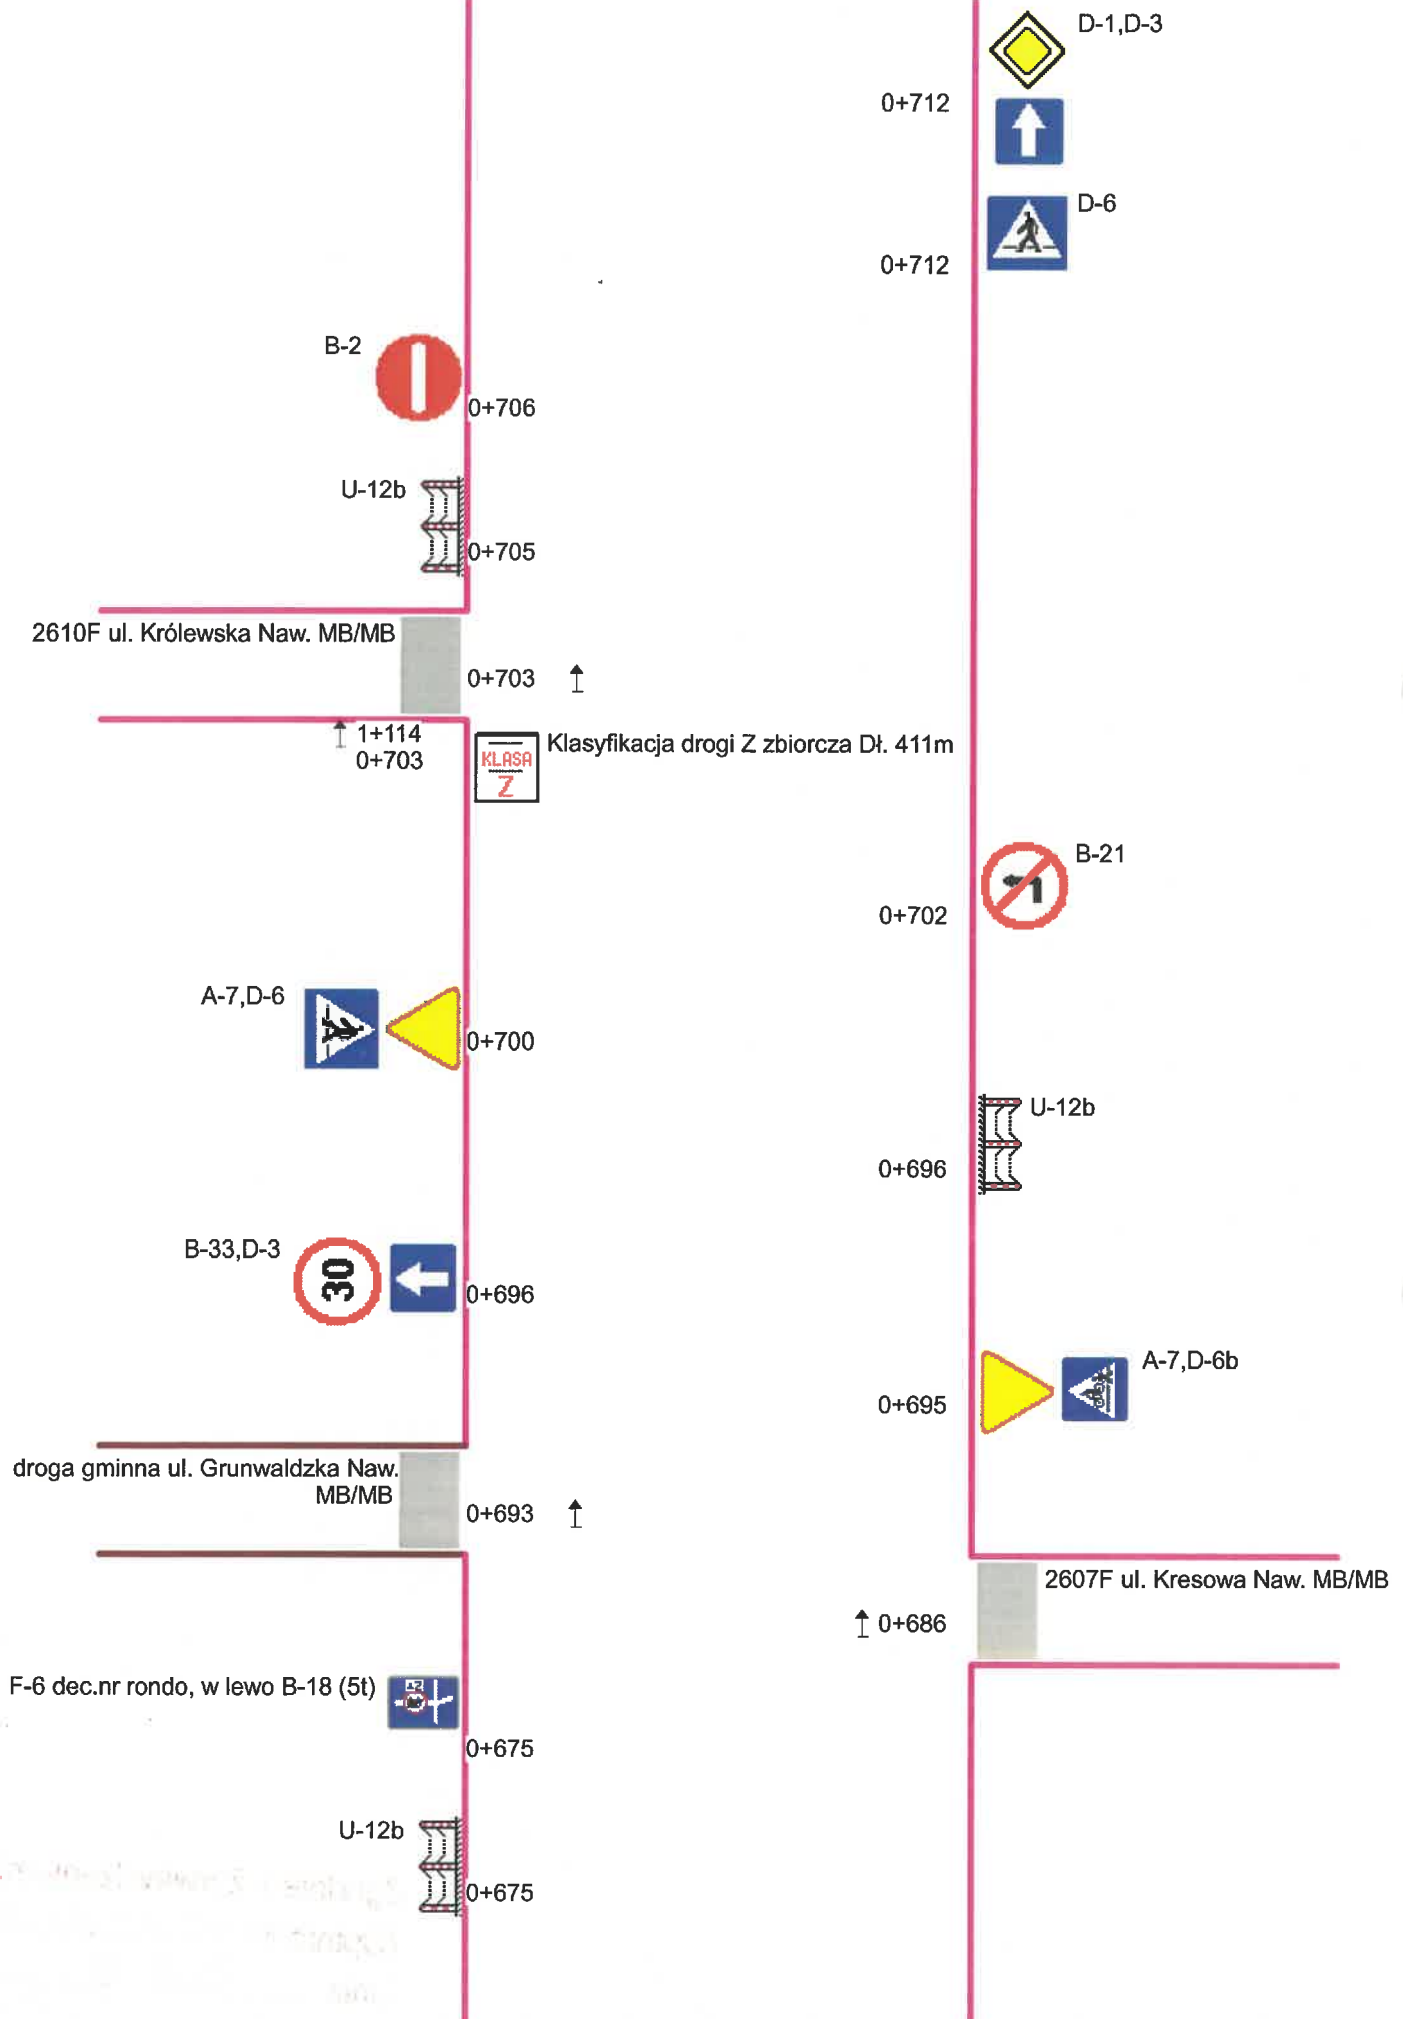 D-1,D-3
0+712
D-6
0+712
B-2
0+706
U-12b
0+705
2610F ul. Królewska Naw. MB/MB
0+703
1+114
0+703
KLASA
Z
Klasyfikacja drogi Z zbiorcza Dł. 411m
B-21
0+702
A-7,D-6
0+700
U-12b
0+696
B-33,D-3
30
0+696
A-7,D-6b
0+695
droga gminna ul. Grunwaldzka Naw.
MB/MB
0+693
2607F ul. Kresowa Naw. MB/MB
0+686
F-6 dec.nr rondo, w lewo B-18 (5t)
0+675
U-12b
0+675